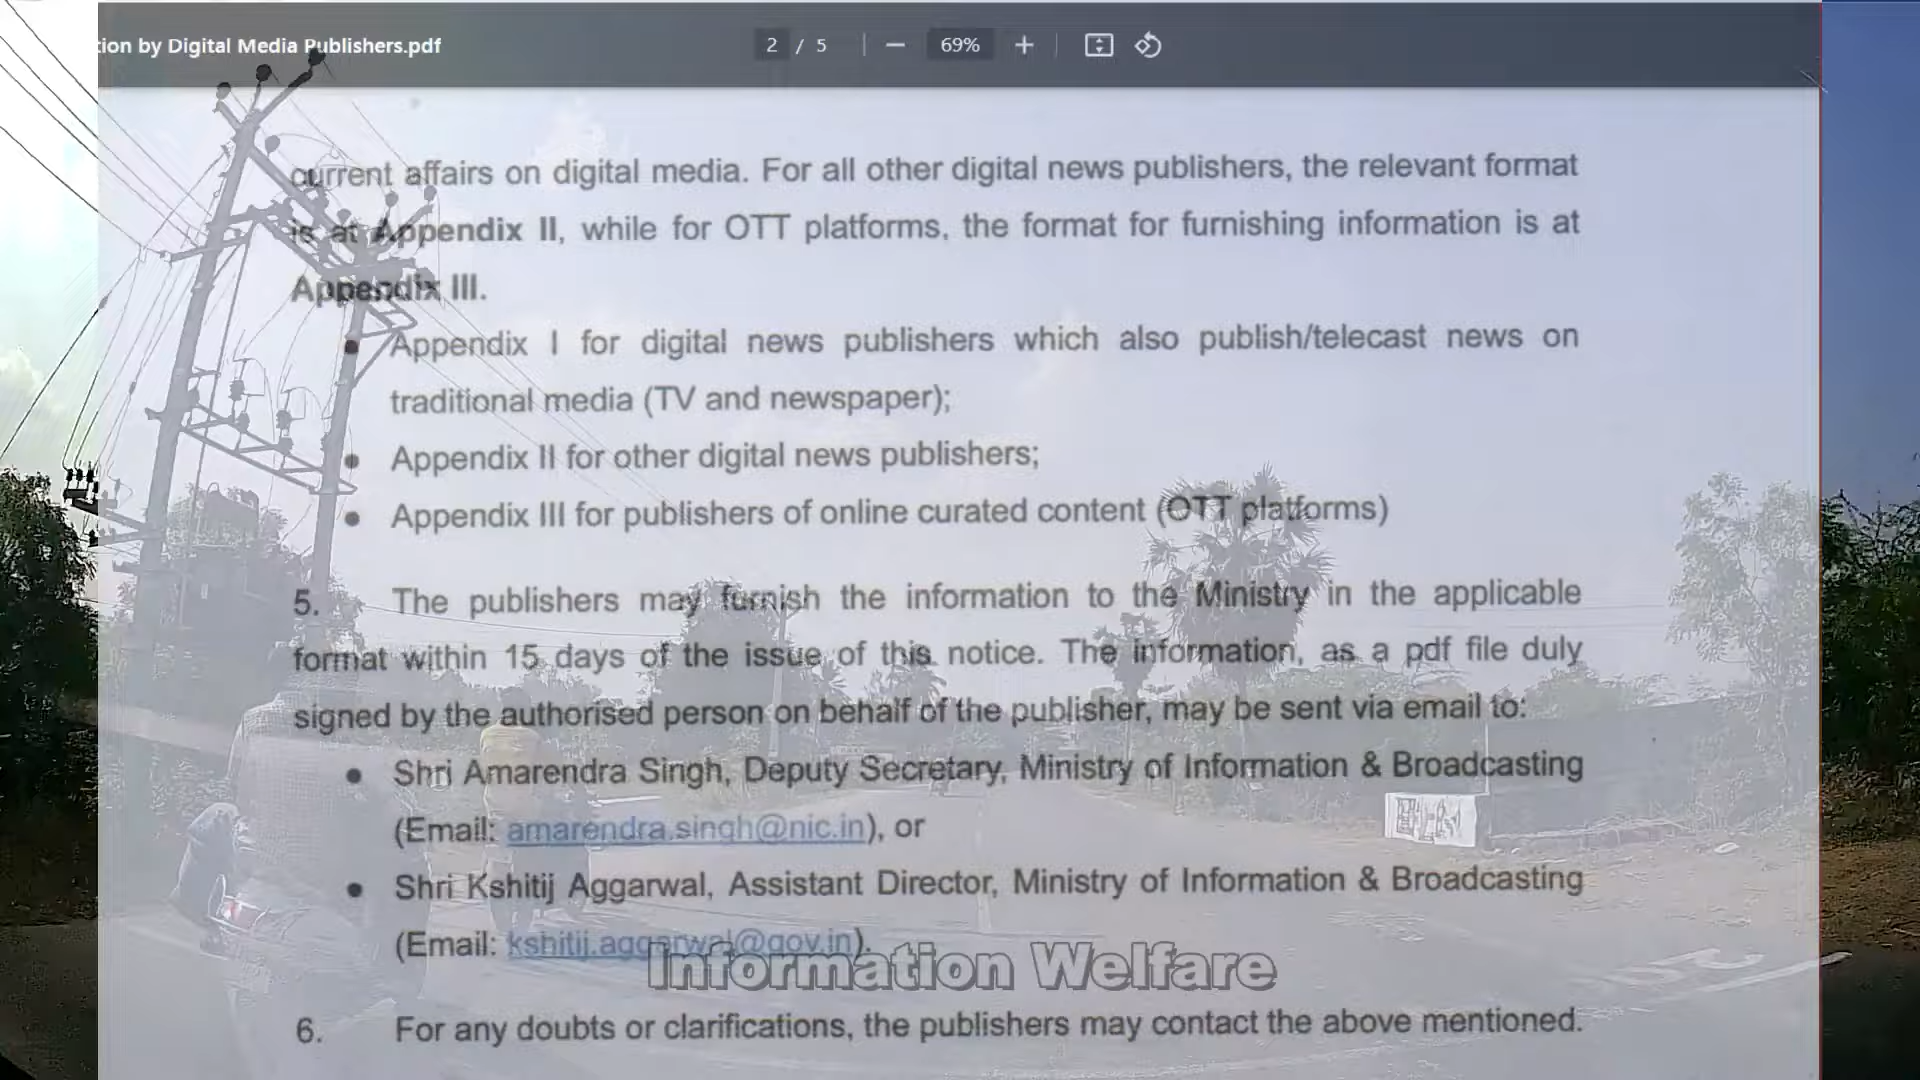 tion by Digital Media Publishers.pdf
2 / 5
69%
current affairs on digital media. For all other digital news publishers, the relevant format
is at Appendix II, while for OTT platforms, the format for furnishing information is at
Appendix III.
• Appendix I for digital news publishers which also publish/telecast news on
traditional media (TV and newspaper);
• Appendix II for other digital news publishers;
• Appendix III for publishers of online curated content (OTT platforms)
5. The publishers may furnish the information to the Ministry in the applicable
format within 15 days of the issue of this notice. The information, as a pdf file duly
signed by the authorised person on behalf of the publisher, may be sent via email to:
• Shri Amarendra Singh, Deputy Secretary, Ministry of Information & Broadcasting
(Email: amarendra.singh@nic.in), or
• Shri Kshitij Aggarwal, Assistant Director, Ministry of Information & Broadcasting
(Email: kshitij.aggarwal@gov.in).
Information Welfare
6. For any doubts or clarifications, the publishers may contact the above mentioned.